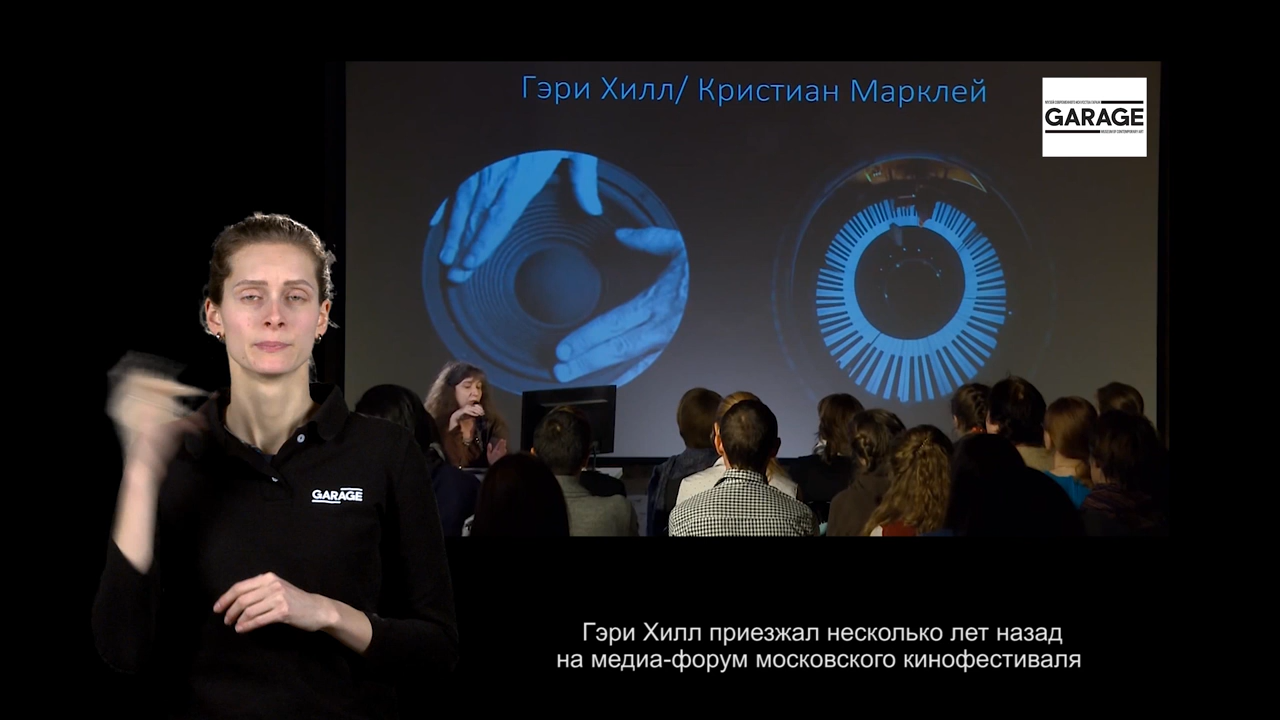 Гэри Хилл/ Кристиан Марклей
GARAGE
GARAGE
Гэри Хилл приезжал несколько лет назад
на медиа-форум московского кинофестиваля